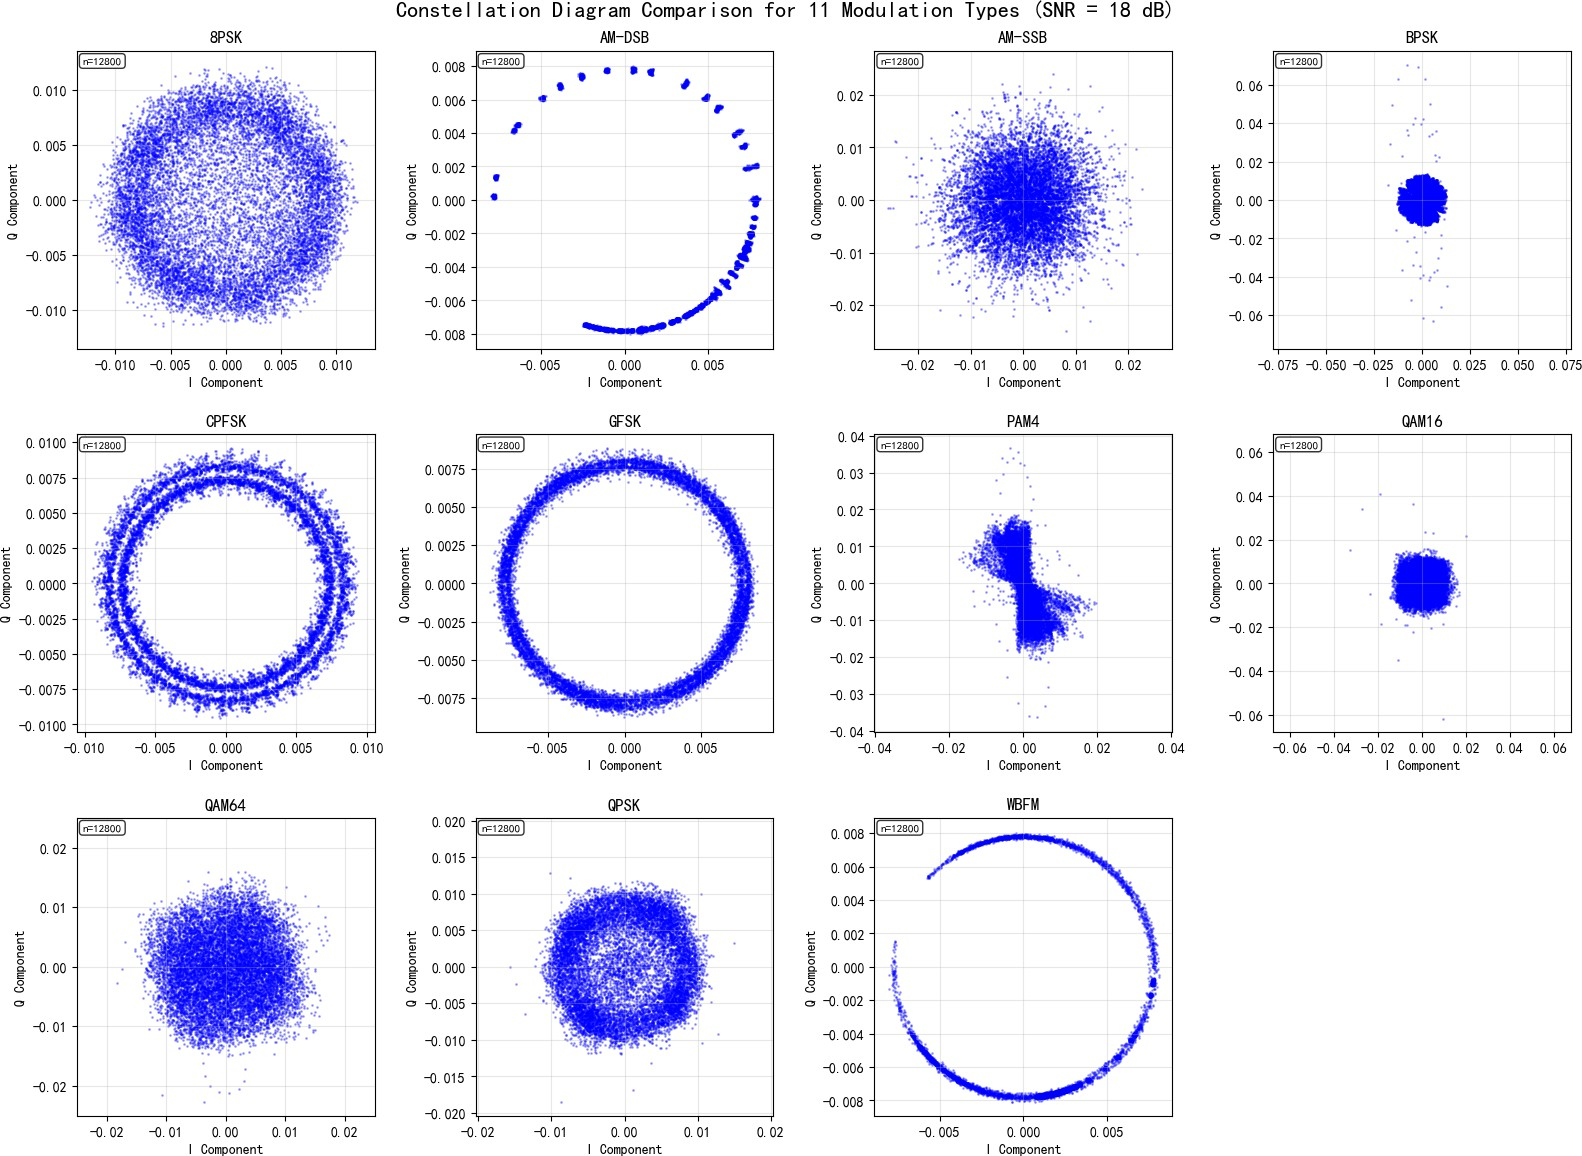 Constellation Diagram Comparison for 11 Modulation Types (SNR = 18 dB)
8PSK
n=12800
Q Component
0.010
0.005
0.000
−0.005
−0.010
−0.010 −0.005 0.000 0.005 0.010
I Component
AM-DSB
n=12800
Q Component
0.008
0.006
0.004
0.002
0.000
−0.002
−0.004
−0.006
−0.008
−0.005 0.000 0.005
I Component
AM-SSB
n=12800
Q Component
0.02
0.01
0.00
−0.01
−0.02
−0.02 −0.01 0.00 0.01 0.02
I Component
BPSK
n=12800
Q Component
0.06
0.04
0.02
0.00
−0.02
−0.04
−0.06
−0.075 −0.050 −0.025 0.000 0.025 0.050 0.075
I Component
CPFSK
n=12800
Q Component
0.0100
0.0075
0.0050
0.0025
0.0000
−0.0025
−0.0050
−0.0075
−0.0100
−0.010 −0.005 0.000 0.005 0.010
I Component
GFSK
n=12800
Q Component
0.0075
0.0050
0.0025
0.0000
−0.0025
−0.0050
−0.0075
−0.005 0.000 0.005
I Component
PAM4
n=12800
Q Component
0.04
0.03
0.02
0.01
0.00
−0.01
−0.02
−0.03
−0.04
−0.04 −0.02 0.00 0.02 0.04
I Component
QAM16
n=12800
Q Component
0.06
0.04
0.02
0.00
−0.02
−0.04
−0.06
−0.06 −0.04 −0.02 0.00 0.02 0.04 0.06
I Component
QAM64
n=12800
Q Component
0.02
0.01
0.00
−0.01
−0.02
−0.02 −0.01 0.00 0.01 0.02
I Component
QPSK
n=12800
Q Component
0.020
0.015
0.010
0.005
0.000
−0.005
−0.010
−0.015
−0.020
−0.02 −0.01 0.00 0.01 0.02
I Component
WBFM
n=12800
Q Component
0.008
0.006
0.004
0.002
0.000
−0.002
−0.004
−0.006
−0.008
−0.005 0.000 0.005
I Component